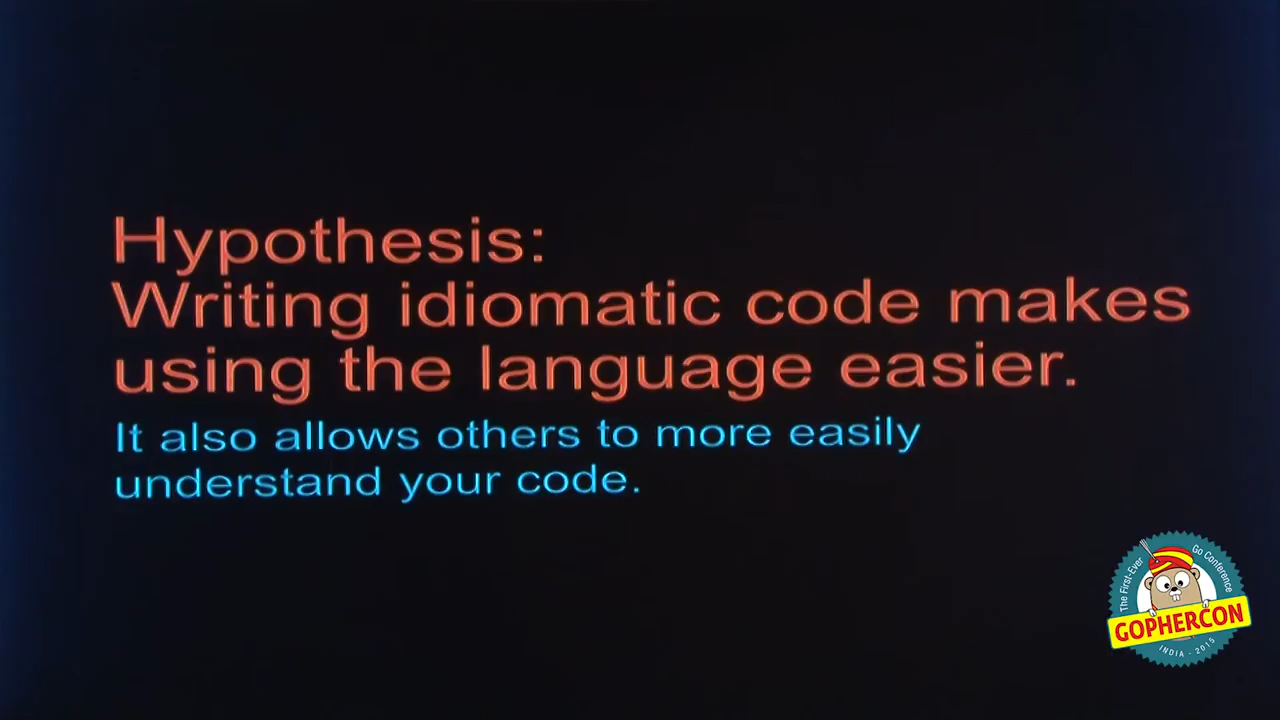 Hypothesis:
Writing idiomatic code makes
using the language easier.
It also allows others to more easily
understand your code.
The First-Ever Go Conference
GOPHERCON
INDIA - 2015